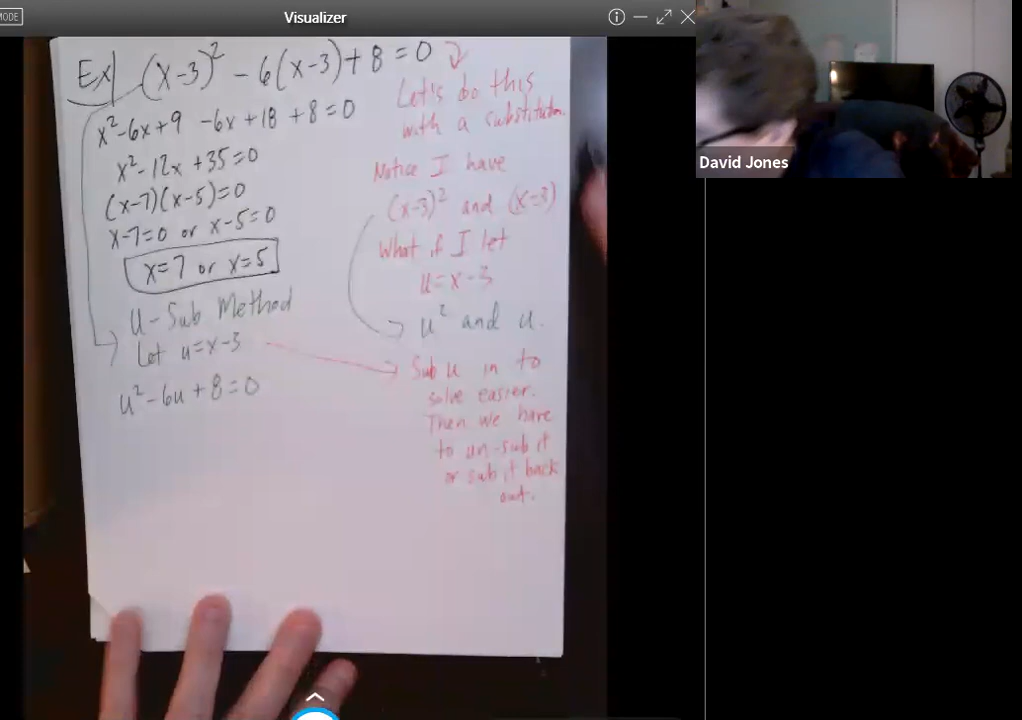 MODE
Visualizer
Ex) (x-3)² - 6(x-3) + 8 = 0
x² - 6x + 9 - 6x + 18 + 8 = 0
x² - 12x + 35 = 0
(x-7)(x-5) = 0
x-7=0 or x-5=0
x=7 or x=5
U-Sub Method
Let u=x-3
u² - 6u + 8 = 0
Let's do this
with a substitution.
Notice I have
(x-3)² and (x-3)
What if I let
u = x-3
u² and u.
Sub u in to
solve easier.
Then we have
to un-sub it
or sub it back
out.
David Jones